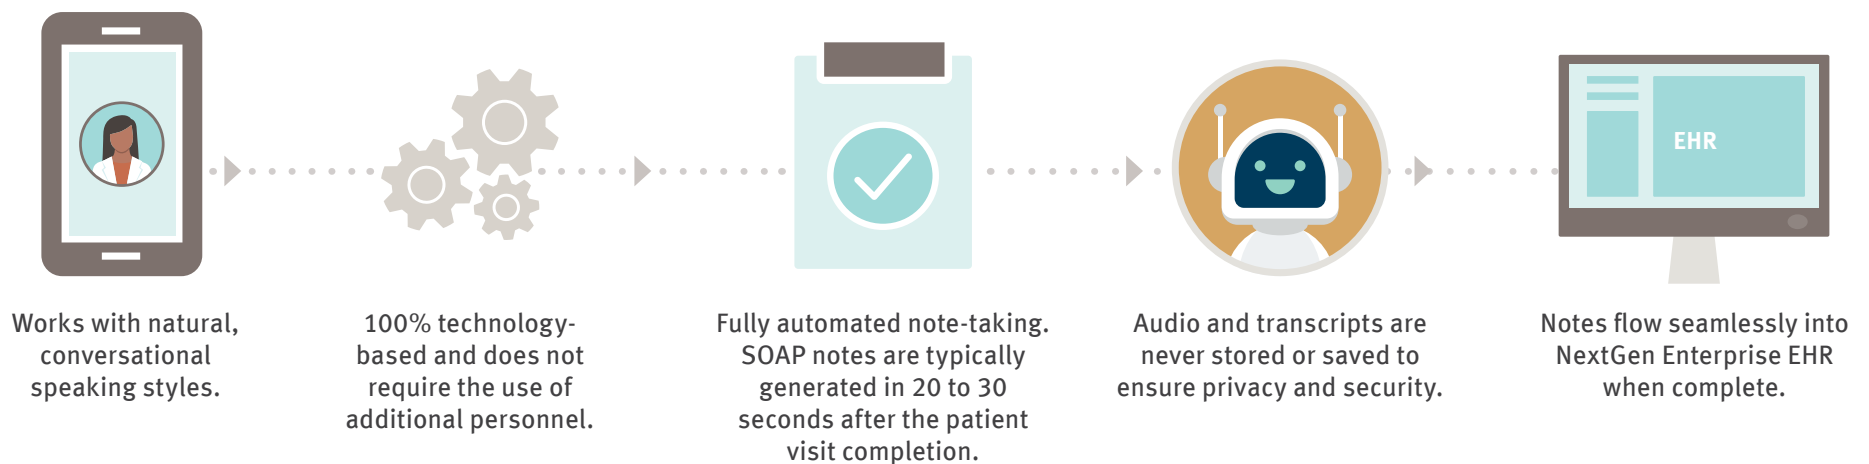 Works with natural,
conversational
speaking styles.
100% technology-
based and does not
require the use of
additional personnel.
Fully automated note-taking.
SOAP notes are typically
generated in 20 to 30
seconds after the patient
visit completion.
Audio and transcripts are
never stored or saved to
ensure privacy and security.
EHR
Notes flow seamlessly into
NextGen Enterprise EHR
when complete.